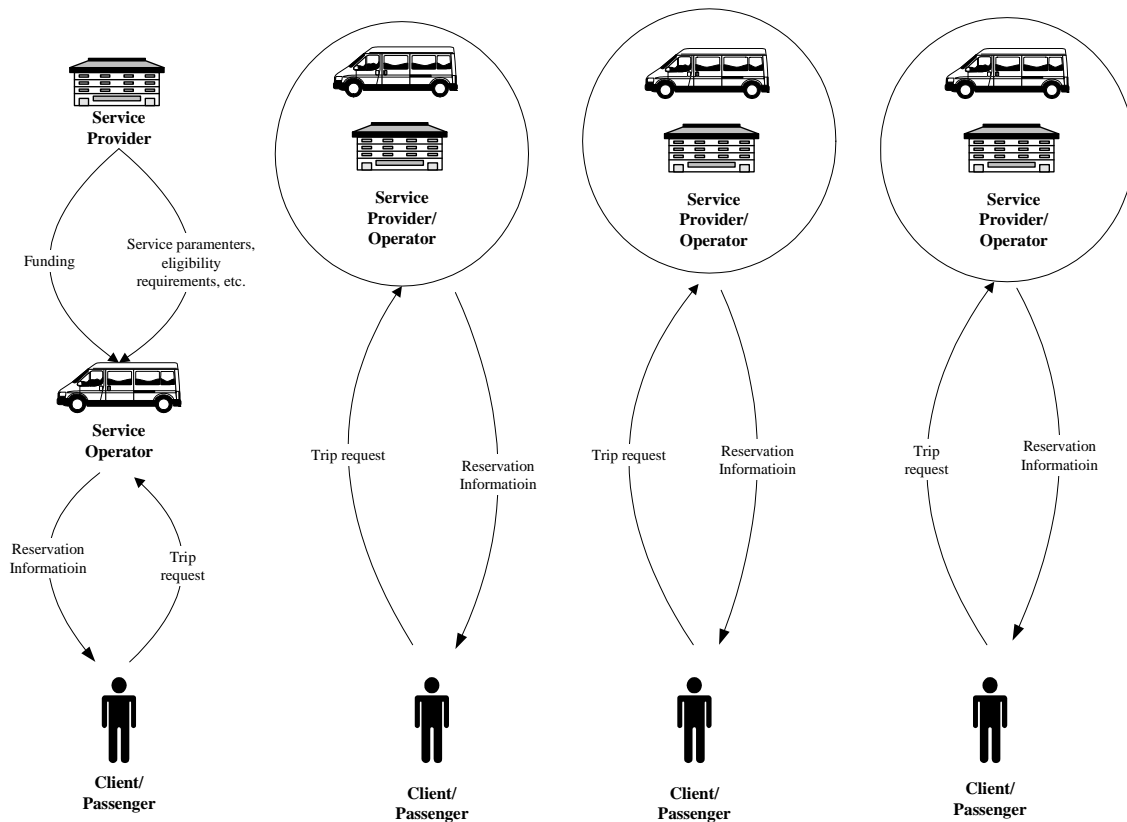 Service
Provider
Funding
Service paramenters,
eligibility
requirements, etc.
Service
Operator
Reservation
Informatioin
Trip
request
Client/
Passenger
Service
Provider/
Operator
Trip request
Reservation
Informatioin
Client/
Passenger
Service
Provider/
Operator
Trip request
Reservation
Informatioin
Client/
Passenger
Service
Provider/
Operator
Trip
request
Reservation
Informatioin
Client/
Passenger